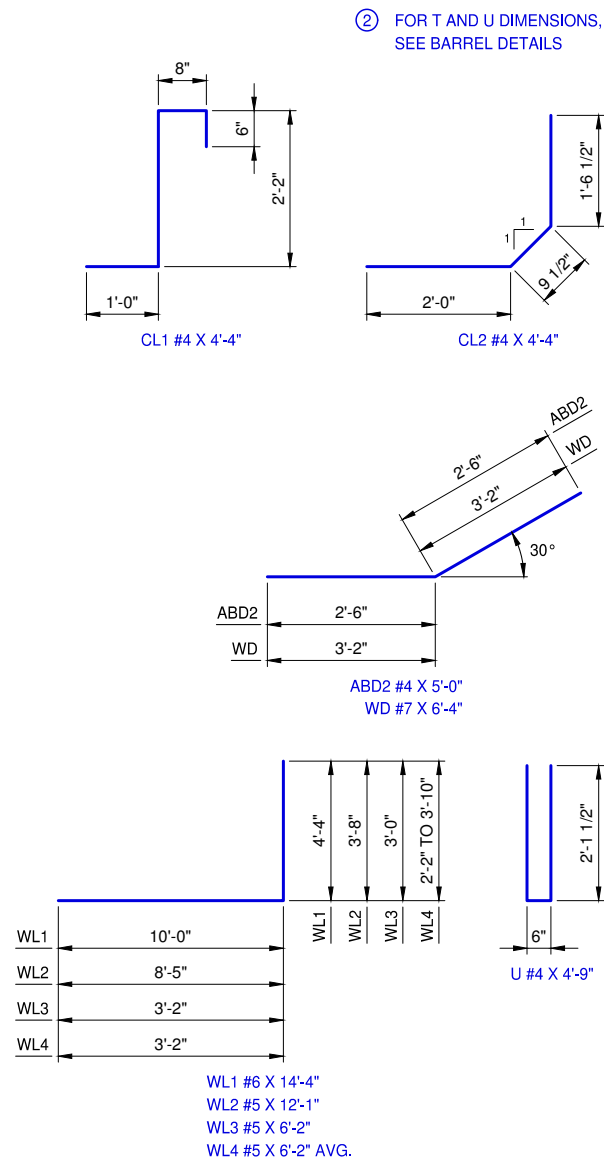 2 FOR T AND U DIMENSIONS,
SEE BARREL DETAILS
8"
6"
2'-2"
1'-0"
CL1 #4 X 4'-4"
1'-6 1/2"
1
1
9 1/2"
2'-0"
CL2 #4 X 4'-4"
ABD2
WD
2'-6"
3'-2"
30°
ABD2 2'-6"
WD 3'-2"
ABD2 #4 X 5'-0"
WD #7 X 6'-4"
4'-4"
3'-8"
3'-0"
2'-2" TO 3'-10"
WL1
WL2
WL3
WL4
WL1 10'-0"
WL2 8'-5"
WL3 3'-2"
WL4 3'-2"
WL1 #6 X 14'-4"
WL2 #5 X 12'-1"
WL3 #5 X 6'-2"
WL4 #5 X 6'-2" AVG.
2'-1 1/2"
6"
U #4 X 4'-9"